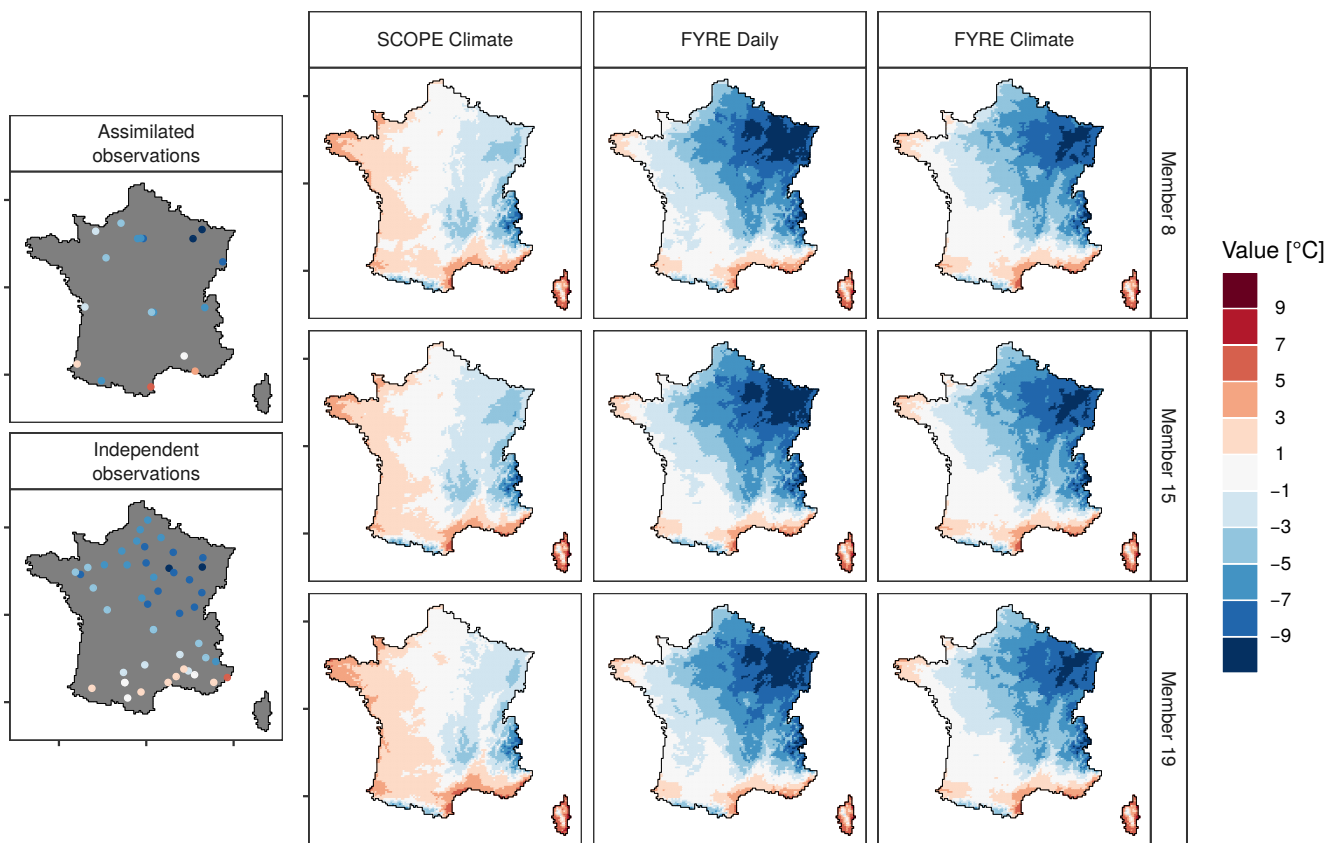 SCOPE Climate
FYRE Daily
FYRE Climate
Assimilated
observations
Independent
observations
Member 8
Member 15
Member 19
Value [°C]
9
7
5
3
1
−1
−3
−5
−7
−9